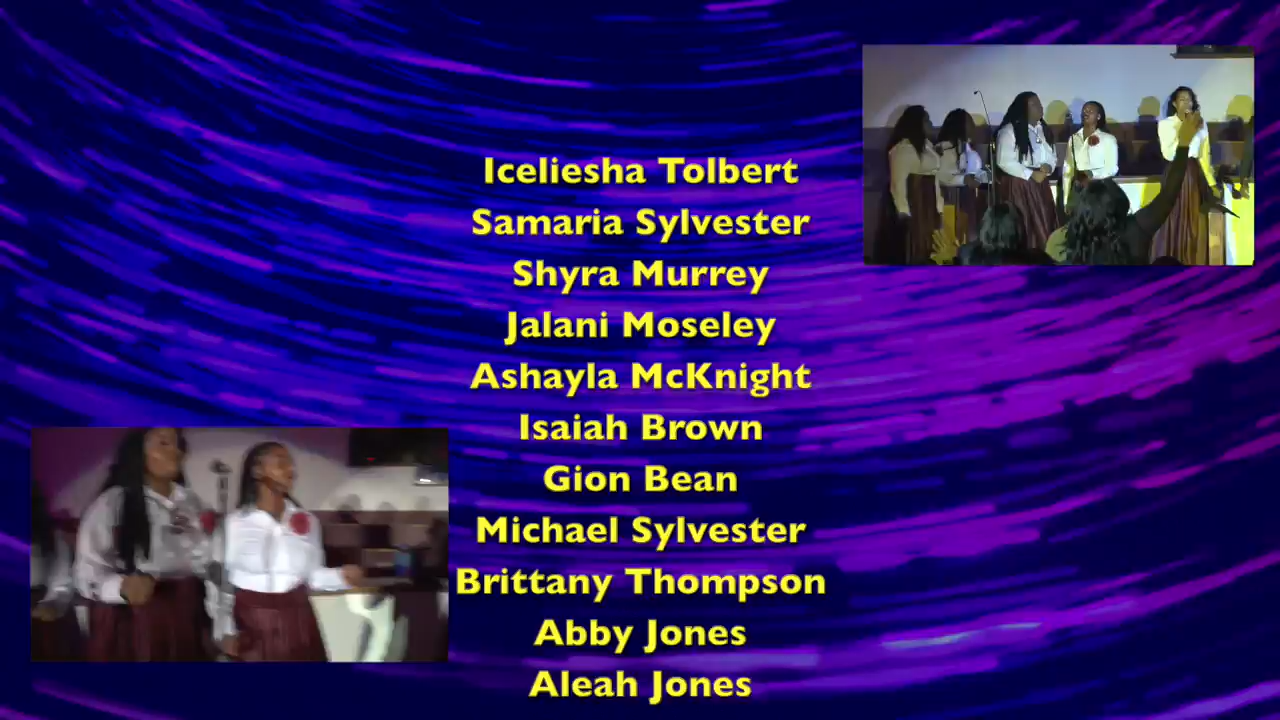 Iceliesha Tolbert
Samaria Sylvester
Shyra Murrey
Jalani Moseley
Ashayla McKnight
Isaiah Brown
Gion Bean
Michael Sylvester
Brittany Thompson
Abby Jones
Aleah Jones